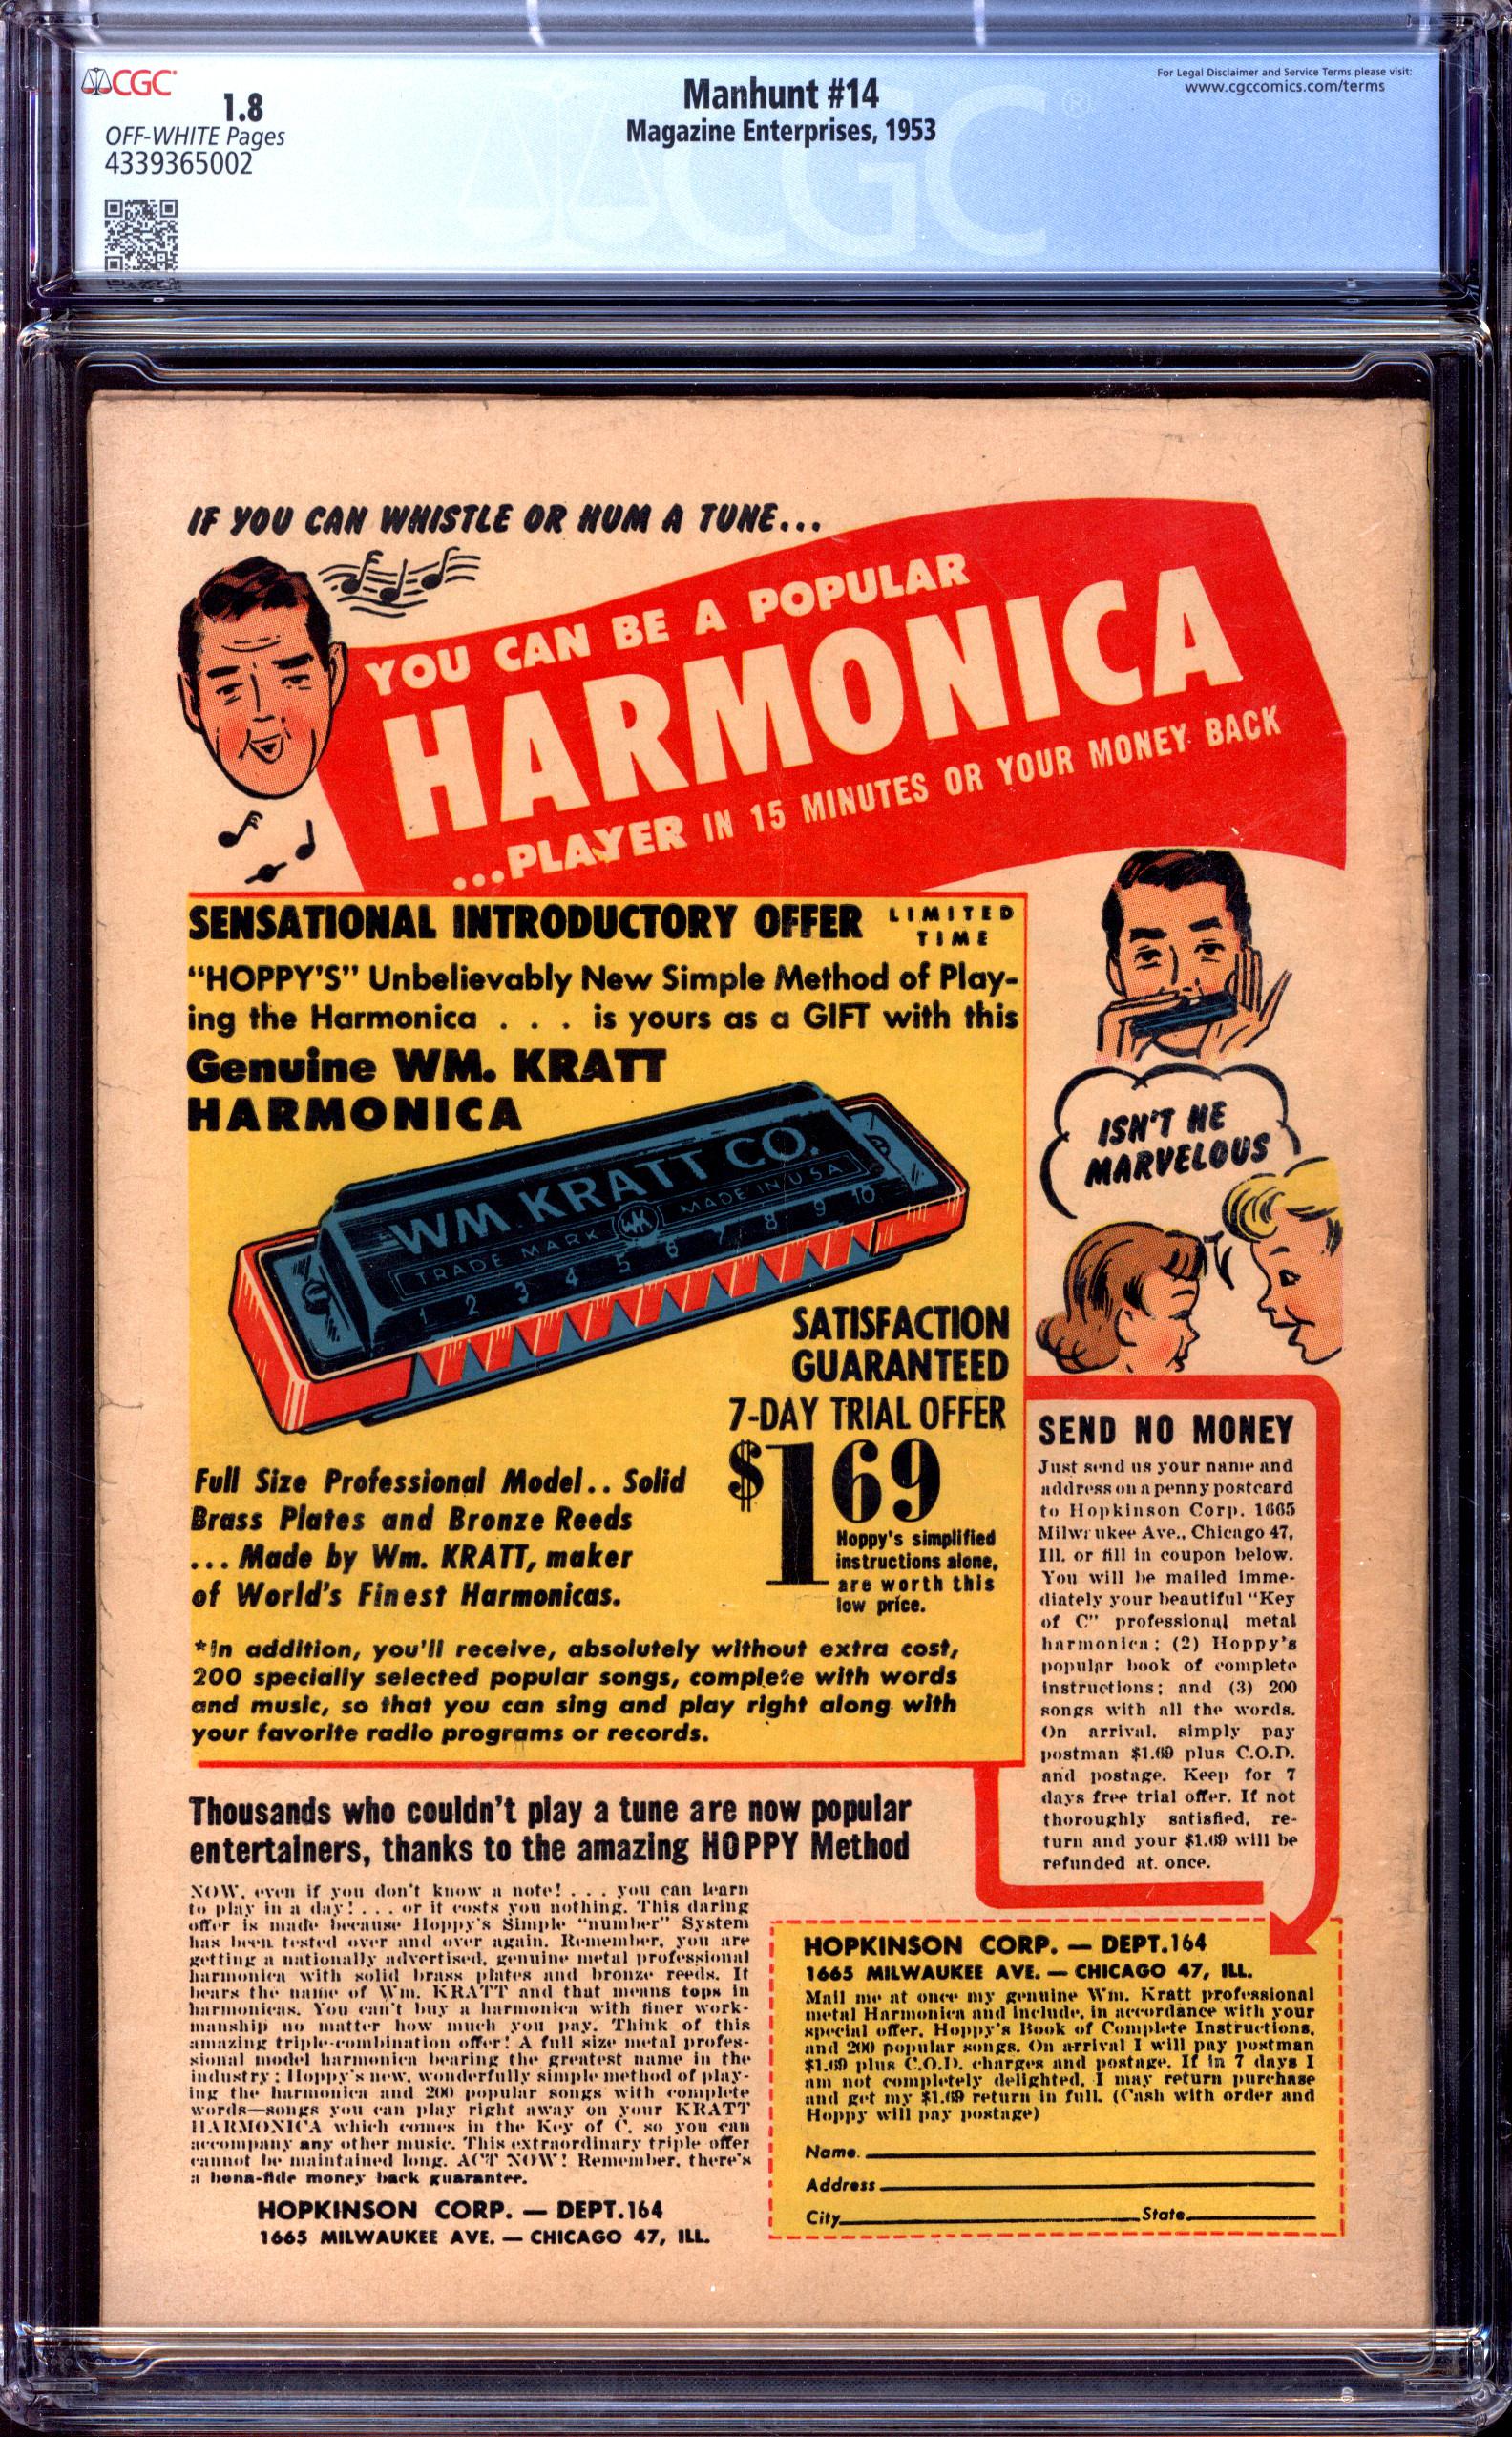 CGC
1.8
OFF-WHITE Pages
4339365002
Manhunt #14
Magazine Enterprises, 1953
For Legal Disclaimer and Service Terms please visit:
www.cgccomics.com/terms
CGC®
IF YOU CAN WHISTLE OR HUM A TUNE...
YOU CAN BE A POPULAR
HARMONICA
...PLAYER IN 15 MINUTES OR YOUR MONEY BACK
SENSATIONAL INTRODUCTORY OFFER LIMITED
TIME
"HOPPY'S" Unbelievably New Simple Method of Play-
ing the Harmonica . . . is yours as a GIFT with this
Genuine WM. KRATT
HARMONICA
WM. KRATT CO.
TRADE MARK WK MADE IN U.S.A.
1 2 3 4 5 6 7 8 9 10
SATISFACTION
GUARANTEED
7-DAY TRIAL OFFER
$1 69
Hoppy's simplified
instructions alone,
are worth this
low price.
Full Size Professional Model.. Solid
Brass Plates and Bronze Reeds
... Made by Wm. KRATT, maker
of World's Finest Harmonicas.
*In addition, you'll receive, absolutely without extra cost,
200 specially selected popular songs, complete with words
and music, so that you can sing and play right along with
your favorite radio programs or records.
ISN'T HE
MARVELOUS
SEND NO MONEY
Just send us your name and
address on a penny postcard
to Hopkinson Corp. 1665
Milwaukee Ave., Chicago 47,
Ill. or fill in coupon below.
You will be mailed imme-
diately your beautiful "Key
of C" professional metal
harmonica; (2) Hoppy's
popular book of complete
instructions; and (3) 200
songs with all the words.
On arrival, simply pay
postman $1.69 plus C.O.D.
and postage. Keep for 7
days free trial offer. If not
thoroughly satisfied, re-
turn and your $1.69 will be
refunded at once.
Thousands who couldn't play a tune are now popular
entertainers, thanks to the amazing HOPPY Method
NOW, even if you don't know a note! . . . you can learn
to play in a day! . . . or it costs you nothing. This daring
offer is made because Hoppy's Simple "number" System
has been tested over and over again. Remember, you are
getting a nationally advertised, genuine metal professional
harmonica with solid brass plates and bronze reeds. It
bears the name of Wm. KRATT and that means tops in
harmonicas. You can't buy a harmonica with finer work-
manship no matter how much you pay. Think of this
amazing triple-combination offer! A full size metal profes-
sional model harmonica bearing the greatest name in the
industry; Hoppy's new, wonderfully simple method of play-
ing the harmonica and 200 popular songs with complete
words—songs you can play right away on your KRATT
HARMONICA which comes in the Key of C, so you can
accompany any other music. This extraordinary triple offer
cannot be maintained long. ACT NOW! Remember, there's
a bona-fide money back guarantee.
HOPKINSON CORP. — DEPT.164
1665 MILWAUKEE AVE. — CHICAGO 47, ILL.
HOPKINSON CORP. — DEPT.164
1665 MILWAUKEE AVE. — CHICAGO 47, ILL.
Mail me at once my genuine Wm. Kratt professional
metal Harmonica and include, in accordance with your
special offer, Hoppy's Book of Complete Instructions,
and 200 popular songs. On arrival I will pay postman
$1.69 plus C.O.D. charges and postage. If in 7 days I
am not completely delighted, I may return purchase
and get my $1.69 return in full. (Cash with order and
Hoppy will pay postage)
Name
Address
City State